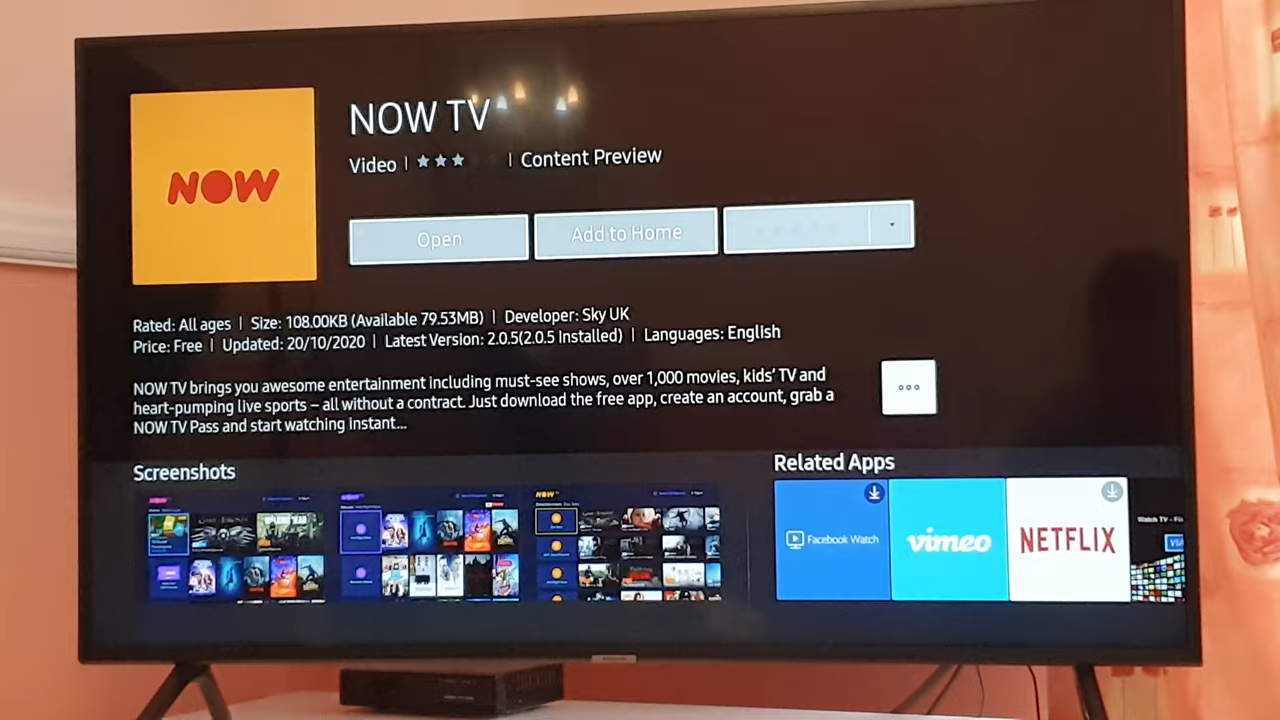 NOW
NOW TV
Video | ★★★ | Content Preview
Open
Add to Home
Rated: All ages | Size: 108.00KB (Available 79.53MB) | Developer: Sky UK
Price: Free | Updated: 20/10/2020 | Latest Version: 2.0.5(2.0.5 Installed) | Languages: English
NOW TV brings you awesome entertainment including must-see shows, over 1,000 movies, kids' TV and
heart-pumping live sports – all without a contract. Just download the free app, create an account, grab a
NOW TV Pass and start watching instant...
Screenshots
Related Apps
Facebook Watch
vimeo
NETFLIX
Watch TV - Fi